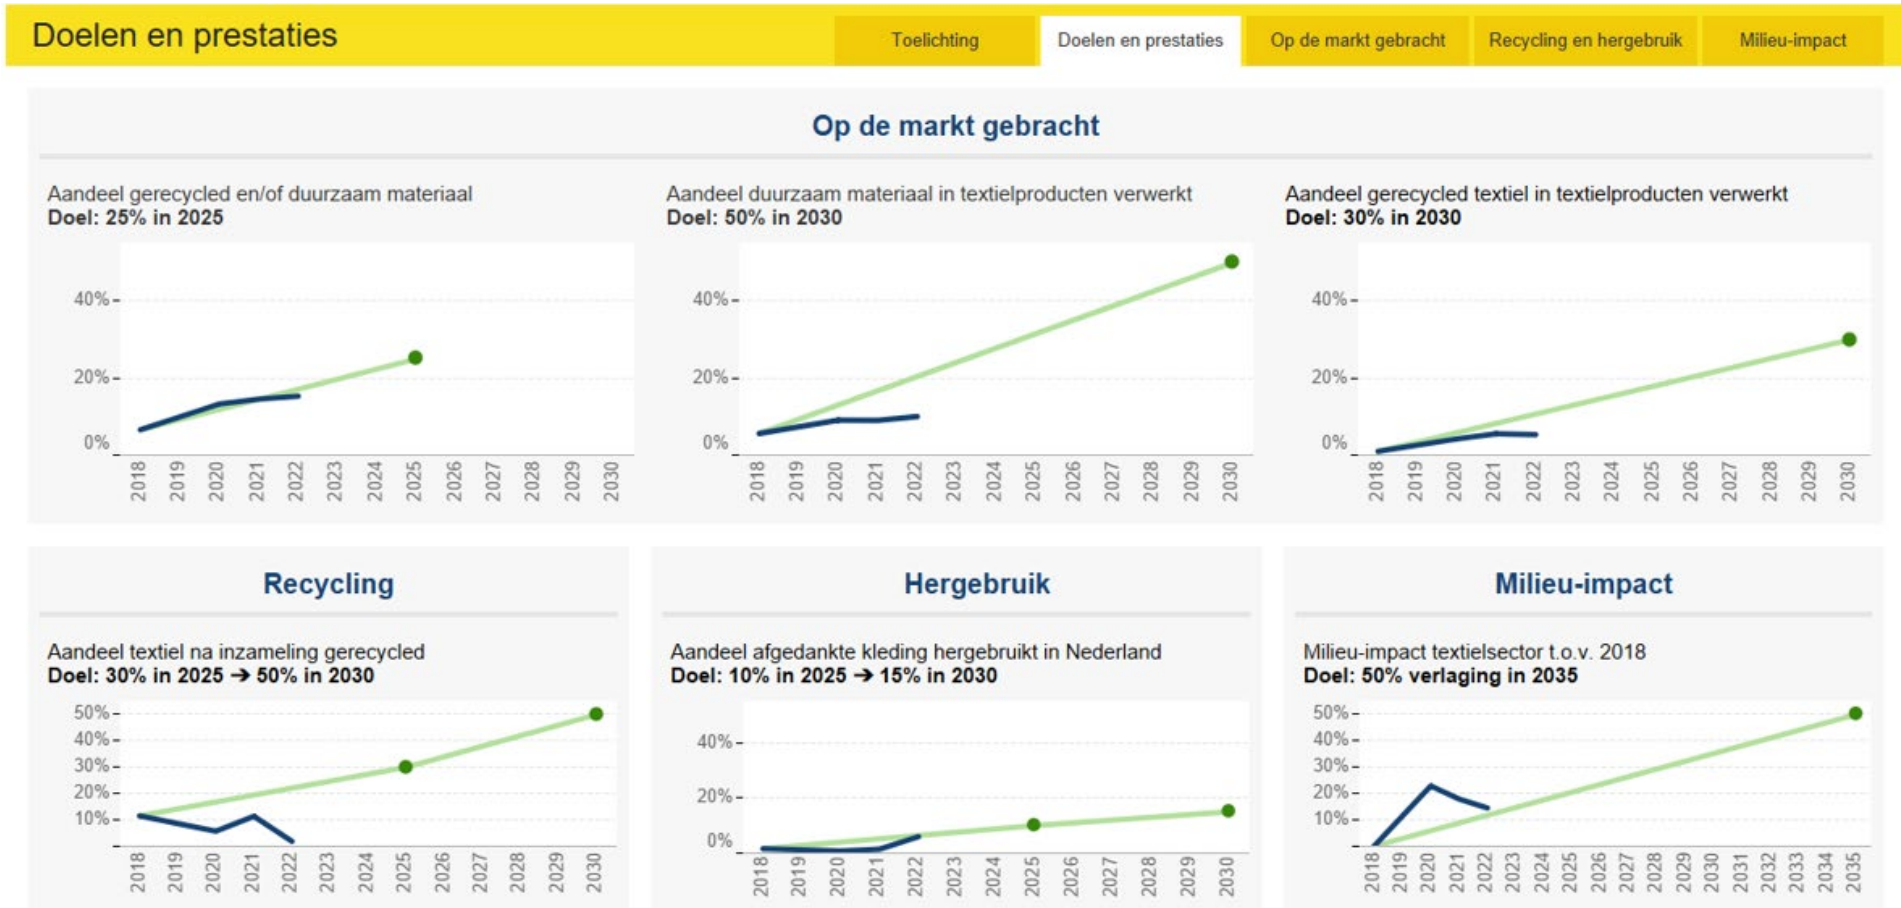 Doelen en prestaties
Toelichting
Doelen en prestaties
Op de markt gebracht
Recycling en hergebruik
Milieu-impact
Op de markt gebracht
Aandeel gerecycled en/of duurzaam materiaal
Doel: 25% in 2025
40%
20%
0%
2018 2019 2020 2021 2022 2023 2024 2025 2026 2027 2028 2029 2030
Aandeel duurzaam materiaal in textielproducten verwerkt
Doel: 50% in 2030
40%
20%
0%
2018 2019 2020 2021 2022 2023 2024 2025 2026 2027 2028 2029 2030
Aandeel gerecycled textiel in textielproducten verwerkt
Doel: 30% in 2030
40%
20%
0%
2018 2019 2020 2021 2022 2023 2024 2025 2026 2027 2028 2029 2030
Recycling
Aandeel textiel na inzameling gerecycled
Doel: 30% in 2025 → 50% in 2030
50%
40%
30%
20%
10%
2018 2019 2020 2021 2022 2023 2024 2025 2026 2027 2028 2029 2030
Hergebruik
Aandeel afgedankte kleding hergebruikt in Nederland
Doel: 10% in 2025 → 15% in 2030
40%
20%
0%
2018 2019 2020 2021 2022 2023 2024 2025 2026 2027 2028 2029 2030
Milieu-impact
Milieu-impact textielsector t.o.v. 2018
Doel: 50% verlaging in 2035
50%
40%
30%
20%
10%
2018 2019 2020 2021 2022 2023 2024 2025 2026 2027 2028 2029 2030 2031 2032 2033 2034 2035